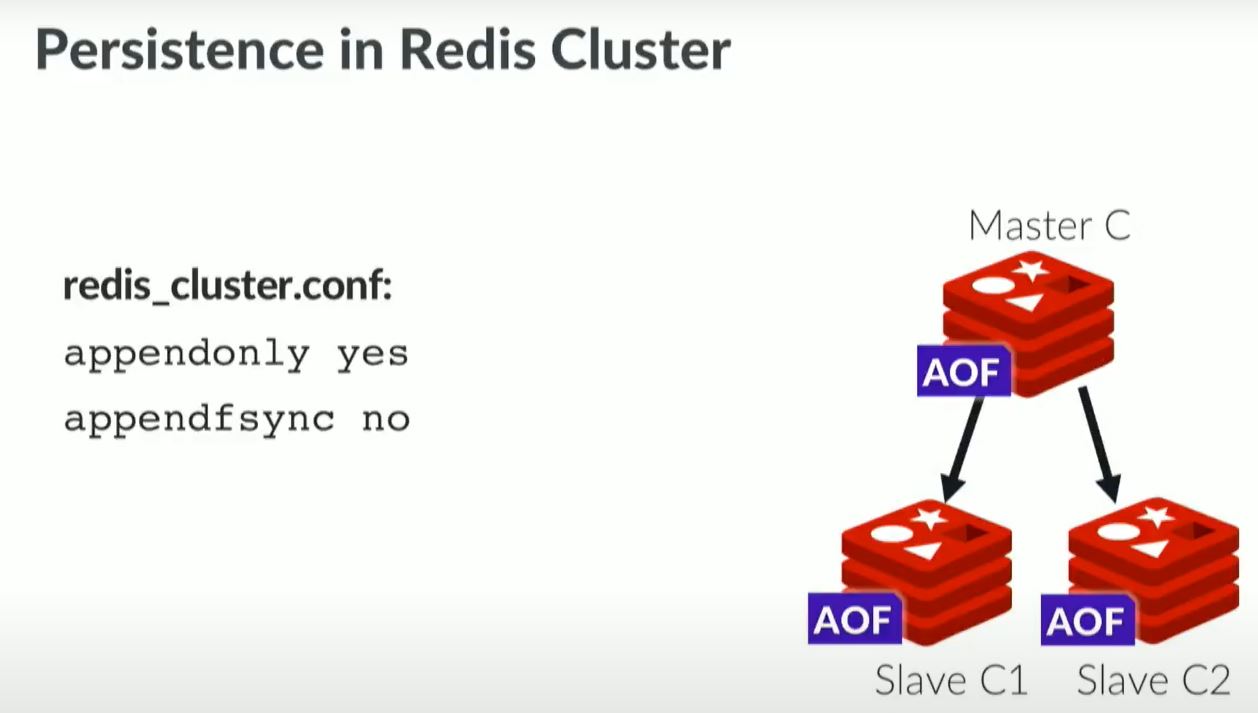 Persistence in Redis Cluster
redis_cluster.conf:
appendonly yes
appendfsync no
Master C
AOF
AOF
AOF
Slave C1
Slave C2